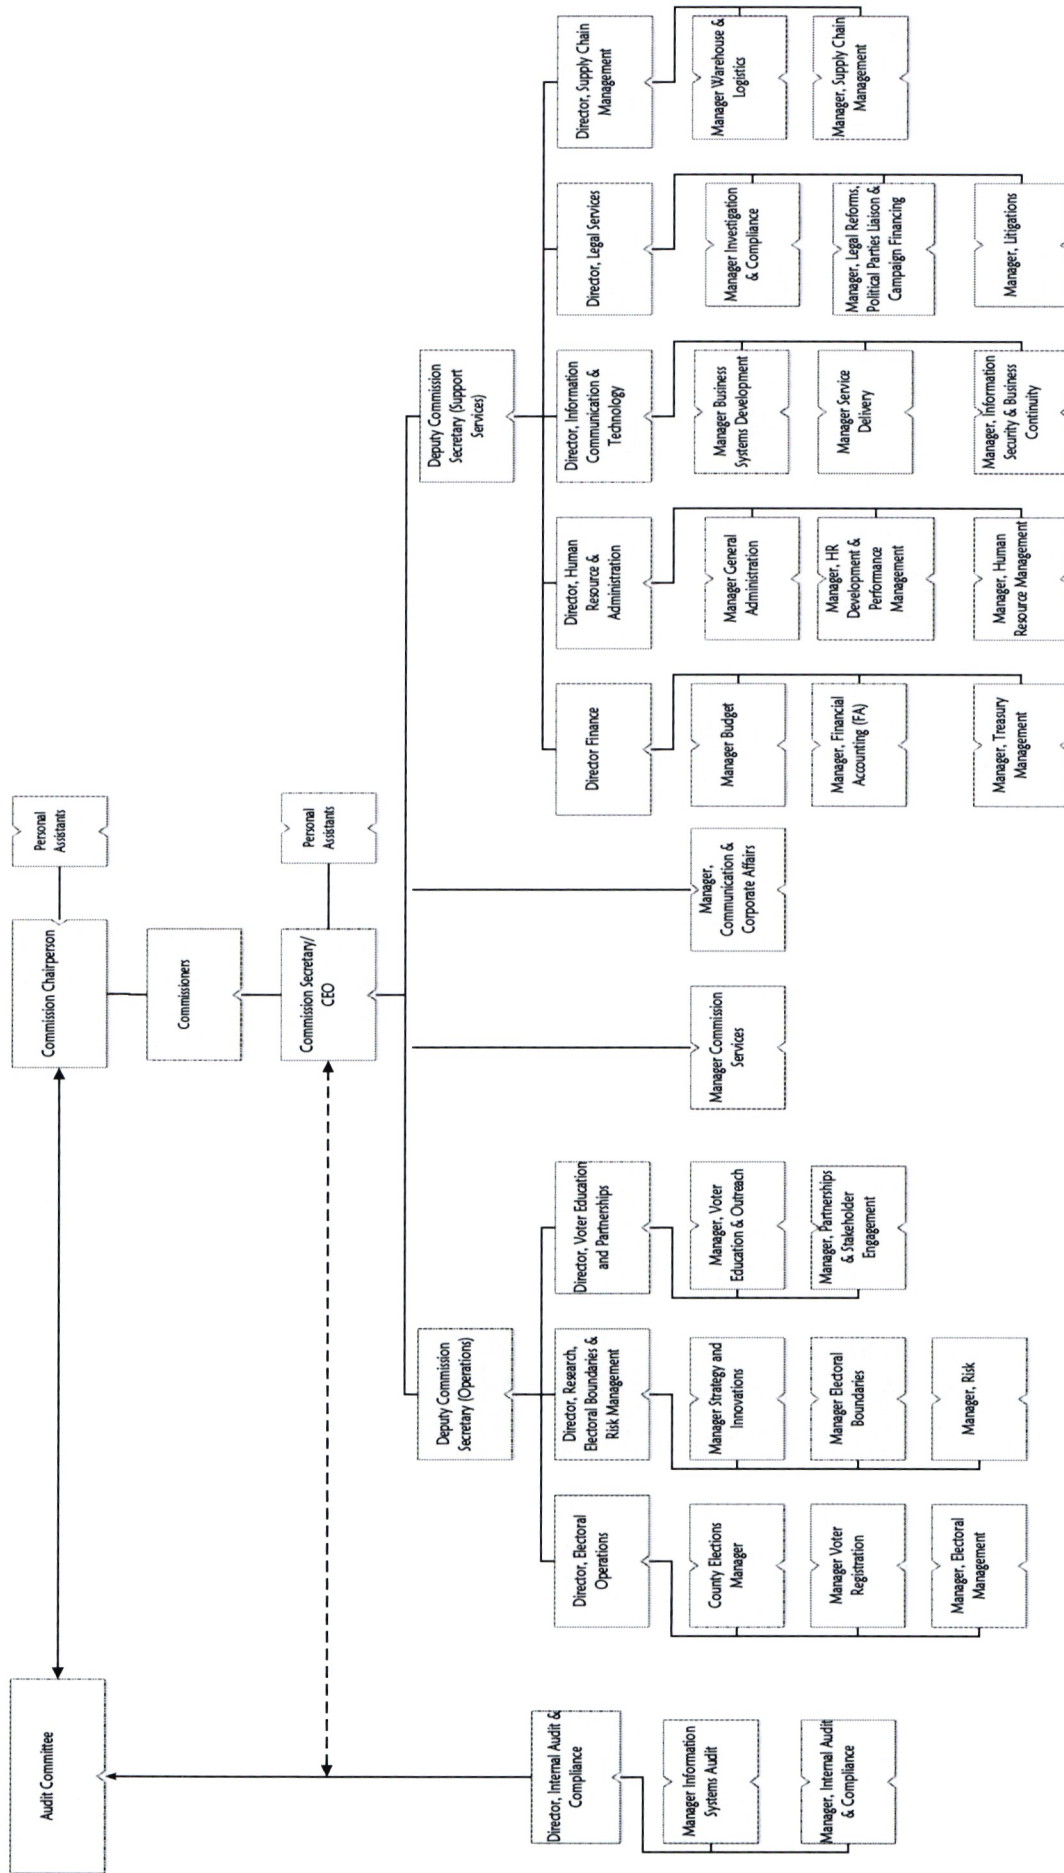 Audit Committee
Commission Chairperson
Personal
Assistants
Commissioners
Commission Secretary/
CEO
Personal
Assistants
Director, Internal Audit &
Compliance
Manager Information
Systems Audit
Manager, Internal Audit
& Compliance
Deputy Commission
Secretary (Operations)
Director, Electoral
Operations
County Elections
Manager
Manager Voter
Registration
Manager, Electoral
Management
Director, Research,
Electoral Boundaries &
Risk Management
Manager Strategy and
Innovations
Manager Electoral
Boundaries
Manager, Risk
Director, Voter Education
and Partnerships
Manager, Voter
Education & Outreach
Manager, Partnerships
& Stakeholder
Engagement
Manager Commission
Services
Manager,
Communication &
Corporate Affairs
Deputy Commission
Secretary (Support
Services)
Director Finance
Manager Budget
Manager, Financial
Accounting (FA)
Manager, Treasury
Management
Director, Human
Resource &
Administration
Manager General
Administration
Manager, HR
Development &
Performance
Management
Manager, Human
Resource Management
Director, Information
Communication &
Technology
Manager Business
Systems Development
Manager Service
Delivery
Manager, Information
Security & Business
Continuity
Director, Legal Services
Manager Investigation
& Compliance
Manager, Legal Reforms,
Political Parties Liaison &
Campaign Financing
Manager, Litigations
Director, Supply Chain
Management
Manager Warehouse &
Logistics
Manager, Supply Chain
Management